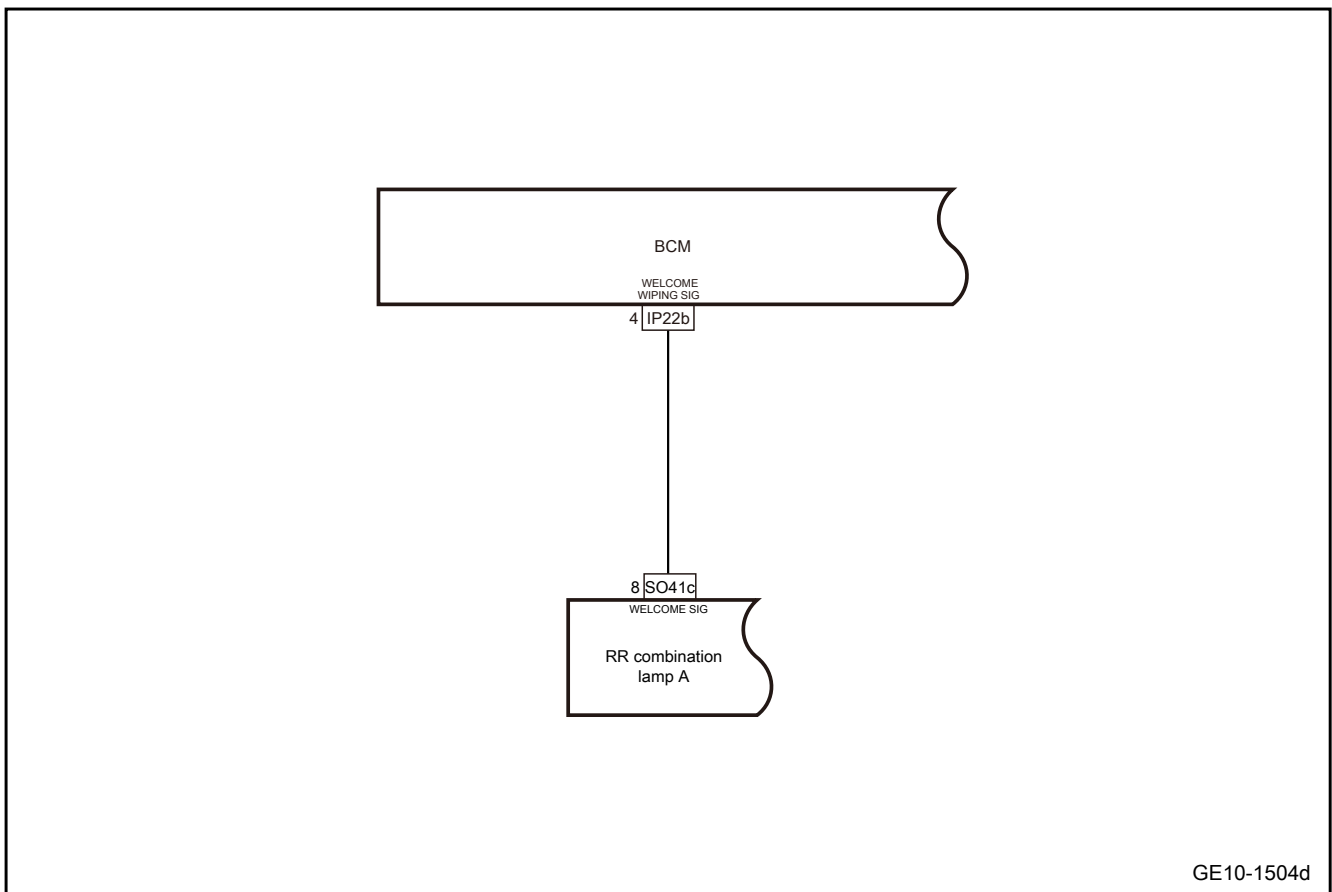 BCM
WELCOME
WIPING SIG
4 IP22b
8 SO41c
WELCOME SIG
RR combination
lamp A
GE10-1504d